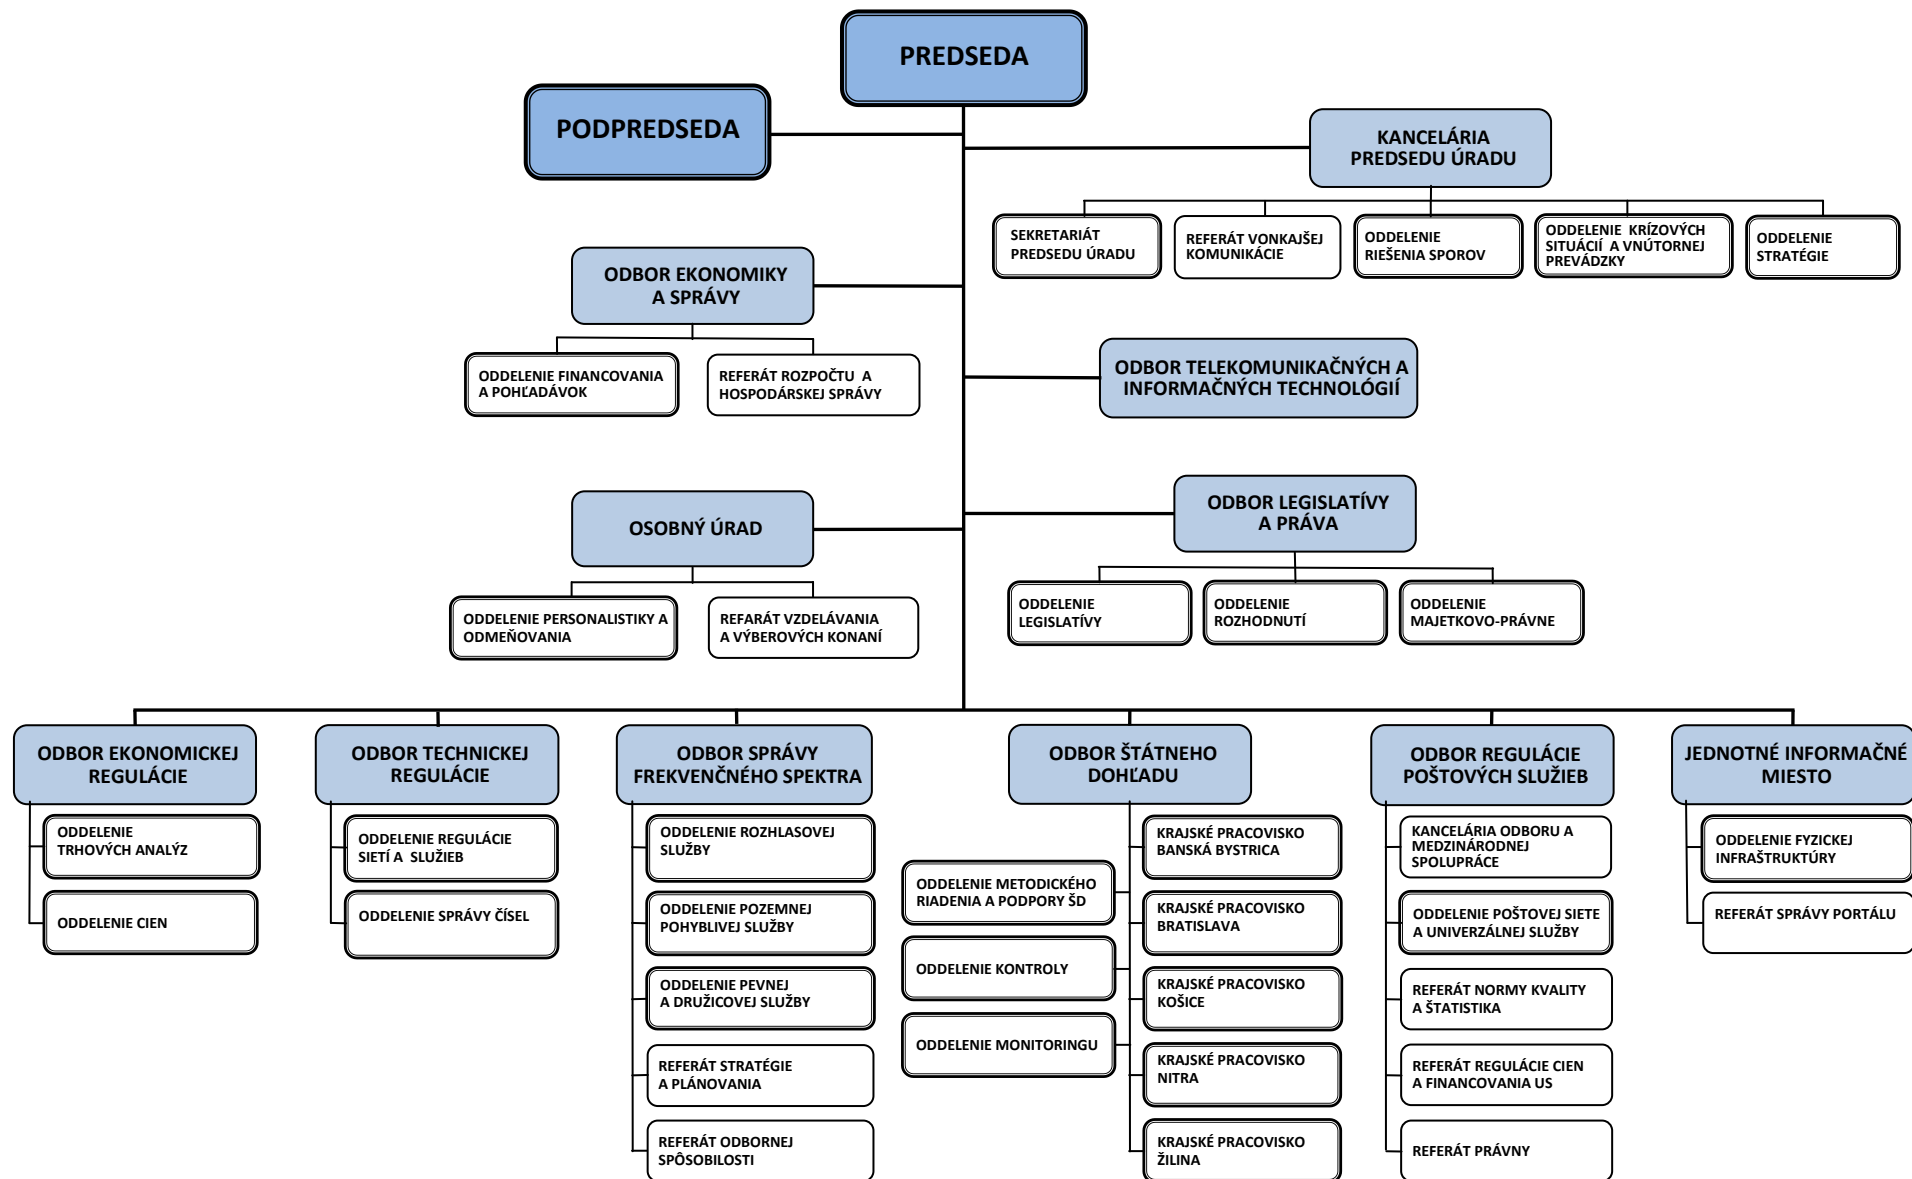 PREDSEDA
PODPREDSEDA
KANCELÁRIA
PREDSEDU ÚRADU
SEKRETARIÁT
PREDSEDU ÚRADU
REFERÁT VONKAJŠEJ
KOMUNIKÁCIE
ODDELENIE
RIEŠENIA SPOROV
ODDELENIE KRÍZOVÝCH
SITUÁCIÍ A VNÚTORNEJ
PREVÁDZKY
ODDELENIE
STRATÉGIE
ODBOR EKONOMIKY
A SPRÁVY
ODDELENIE FINANCOVANIA
A POHĽADÁVOK
REFERÁT ROZPOČTU A
HOSPODÁRSKEJ SPRÁVY
ODBOR TELEKOMUNIKAČNÝCH A
INFORMAČNÝCH TECHNOLÓGIÍ
OSOBNÝ ÚRAD
ODDELENIE PERSONALISTIKY A
ODMEŇOVANIA
REFARÁT VZDELÁVANIA
A VÝBEROVÝCH KONANÍ
ODBOR LEGISLATÍVY
A PRÁVA
ODDELENIE
LEGISLATÍVY
ODDELENIE
ROZHODNUTÍ
ODDELENIE
MAJETKOVO-PRÁVNE
ODBOR EKONOMICKEJ
REGULÁCIE
ODDELENIE
TRHOVÝCH ANALÝZ
ODDELENIE CIEN
ODBOR TECHNICKEJ
REGULÁCIE
ODDELENIE REGULÁCIE
SIETÍ A SLUŽIEB
ODDELENIE SPRÁVY ČÍSEL
ODBOR SPRÁVY
FREKVENČNÉHO SPEKTRA
ODDELENIE ROZHLASOVEJ
SLUŽBY
ODDELENIE POZEMNEJ
POHYBLIVEJ SLUŽBY
ODDELENIE PEVNEJ
A DRUŽICOVEJ SLUŽBY
REFERÁT STRATÉGIE
A PLÁNOVANIA
REFERÁT ODBORNEJ
SPÔSOBILOSTI
ODBOR ŠTÁTNEHO
DOHĽADU
ODDELENIE METODICKÉHO
RIADENIA A PODPORY ŠD
ODDELENIE KONTROLY
ODDELENIE MONITORINGU
KRAJSKÉ PRACOVISKO
BANSKÁ BYSTRICA
KRAJSKÉ PRACOVISKO
BRATISLAVA
KRAJSKÉ PRACOVISKO
KOŠICE
KRAJSKÉ PRACOVISKO
NITRA
KRAJSKÉ PRACOVISKO
ŽILINA
ODBOR REGULÁCIE
POŠTOVÝCH SLUŽIEB
KANCELÁRIA ODBORU A
MEDZINÁRODNEJ
SPOLUPRÁCE
ODDELENIE POŠTOVEJ SIETE
A UNIVERZÁLNEJ SLUŽBY
REFERÁT NORMY KVALITY
A ŠTATISTIKA
REFERÁT REGULÁCIE CIEN
A FINANCOVANIA US
REFERÁT PRÁVNY
JEDNOTNÉ INFORMAČNÉ
MIESTO
ODDELENIE FYZICKEJ
INFRAŠTRUKTÚRY
REFERÁT SPRÁVY PORTÁLU